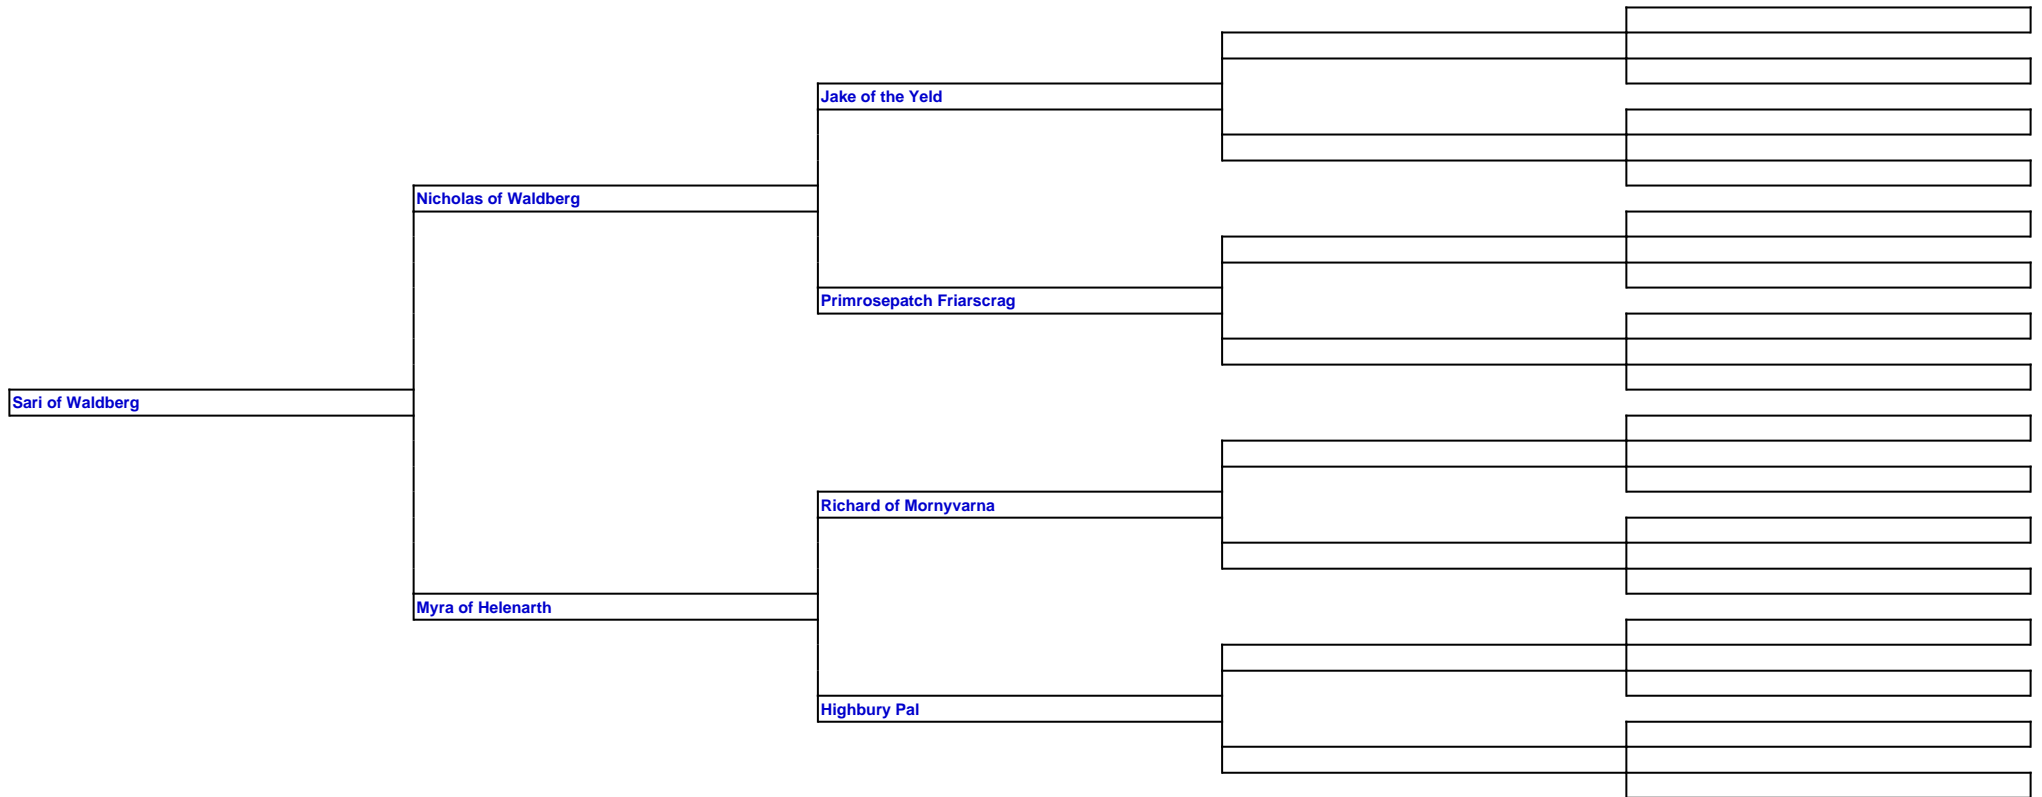 Jake of the Yeld
Nicholas of Waldberg
Primrosepatch Friarscrag
Sari of Waldberg
Richard of Mornyvarna
Myra of Helenarth
Highbury Pal